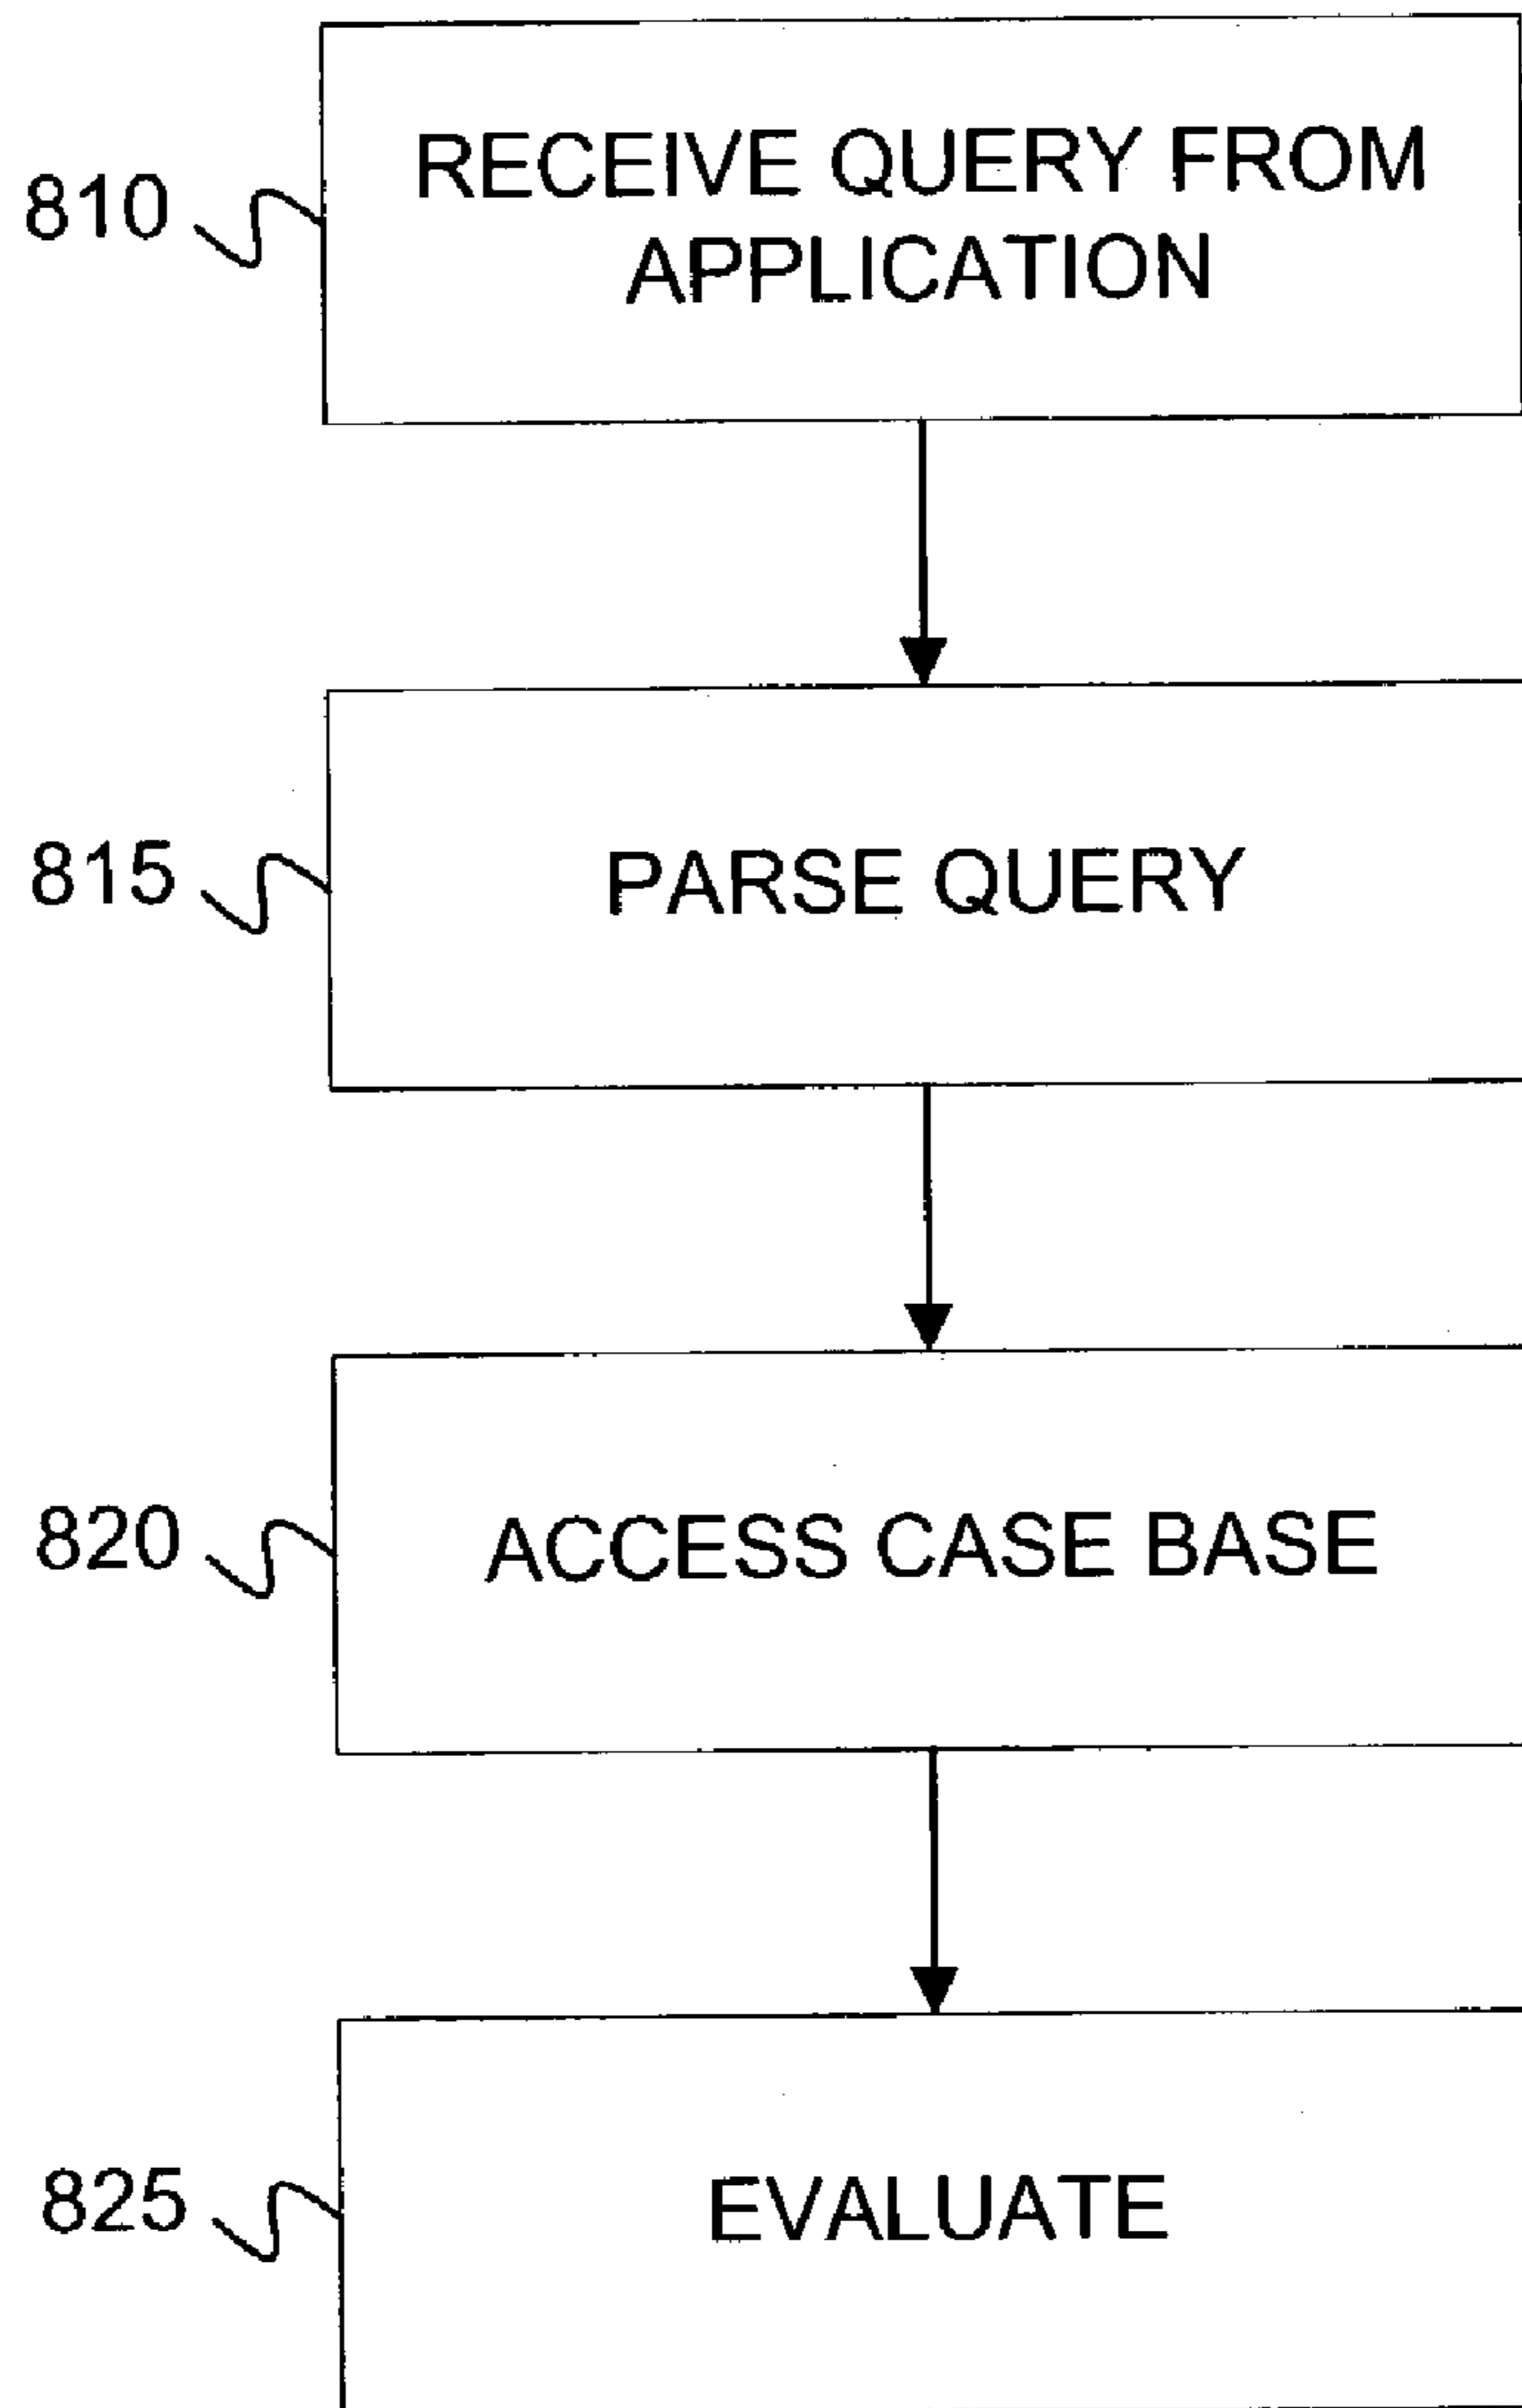 810
RECEIVE QUERY FROM
APPLICATION
815
PARSE QUERY
820
ACCESS CASE BASE
825
EVALUATE